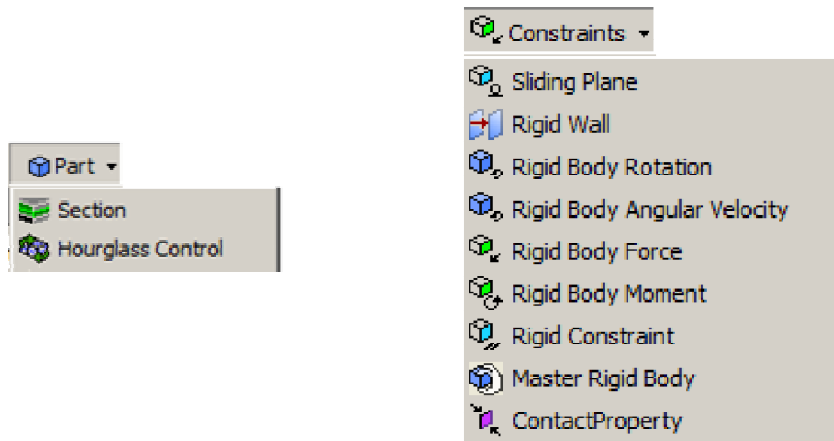 Part
Section
Hourglass Control
Constraints
Sliding Plane
Rigid Wall
Rigid Body Rotation
Rigid Body Angular Velocity
Rigid Body Force
Rigid Body Moment
Rigid Constraint
Master Rigid Body
ContactProperty